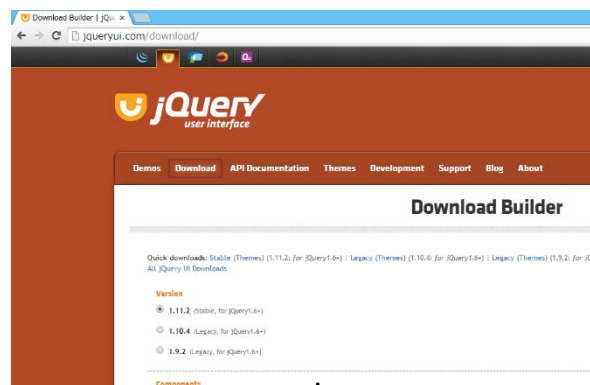 Download Builder | jQu
jqueryui.com/download/
jQuery
user interface
Demos Download API Documentation Themes Development Support Blog About
Download Builder
Quick downloads: Stable (Themes) (1.11.2: for jQuery1.6+) | Legacy (Themes) (1.10.4: for jQuery1.6+) | Legacy (Themes) (1.9.2: for jQ
All jQuery UI Downloads
Version
1.11.2 (Stable, for jQuery1.6+)
1.10.4 (Legacy, for jQuery1.6+)
1.9.2 (Legacy, for jQuery1.6+)
Components